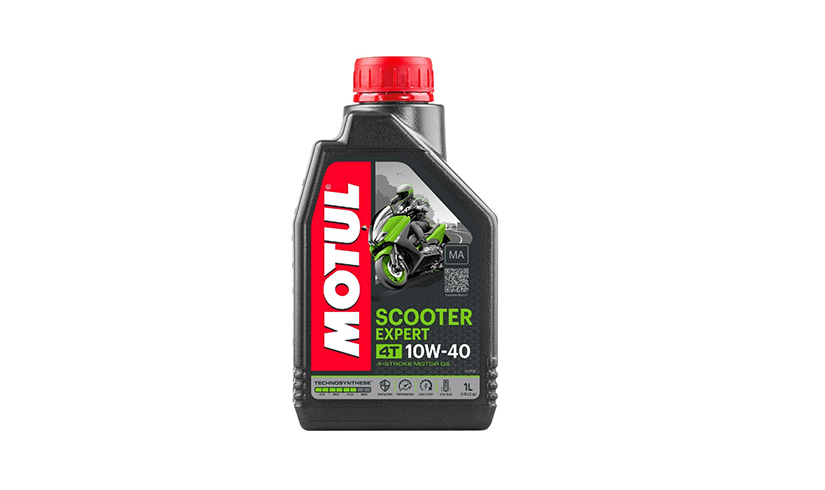 MOTUL®
MA
SCOOTER
EXPERT
4T 10W-40
4-STROKE MOTOR OIL
TECHNOSYNTHESE®
1L